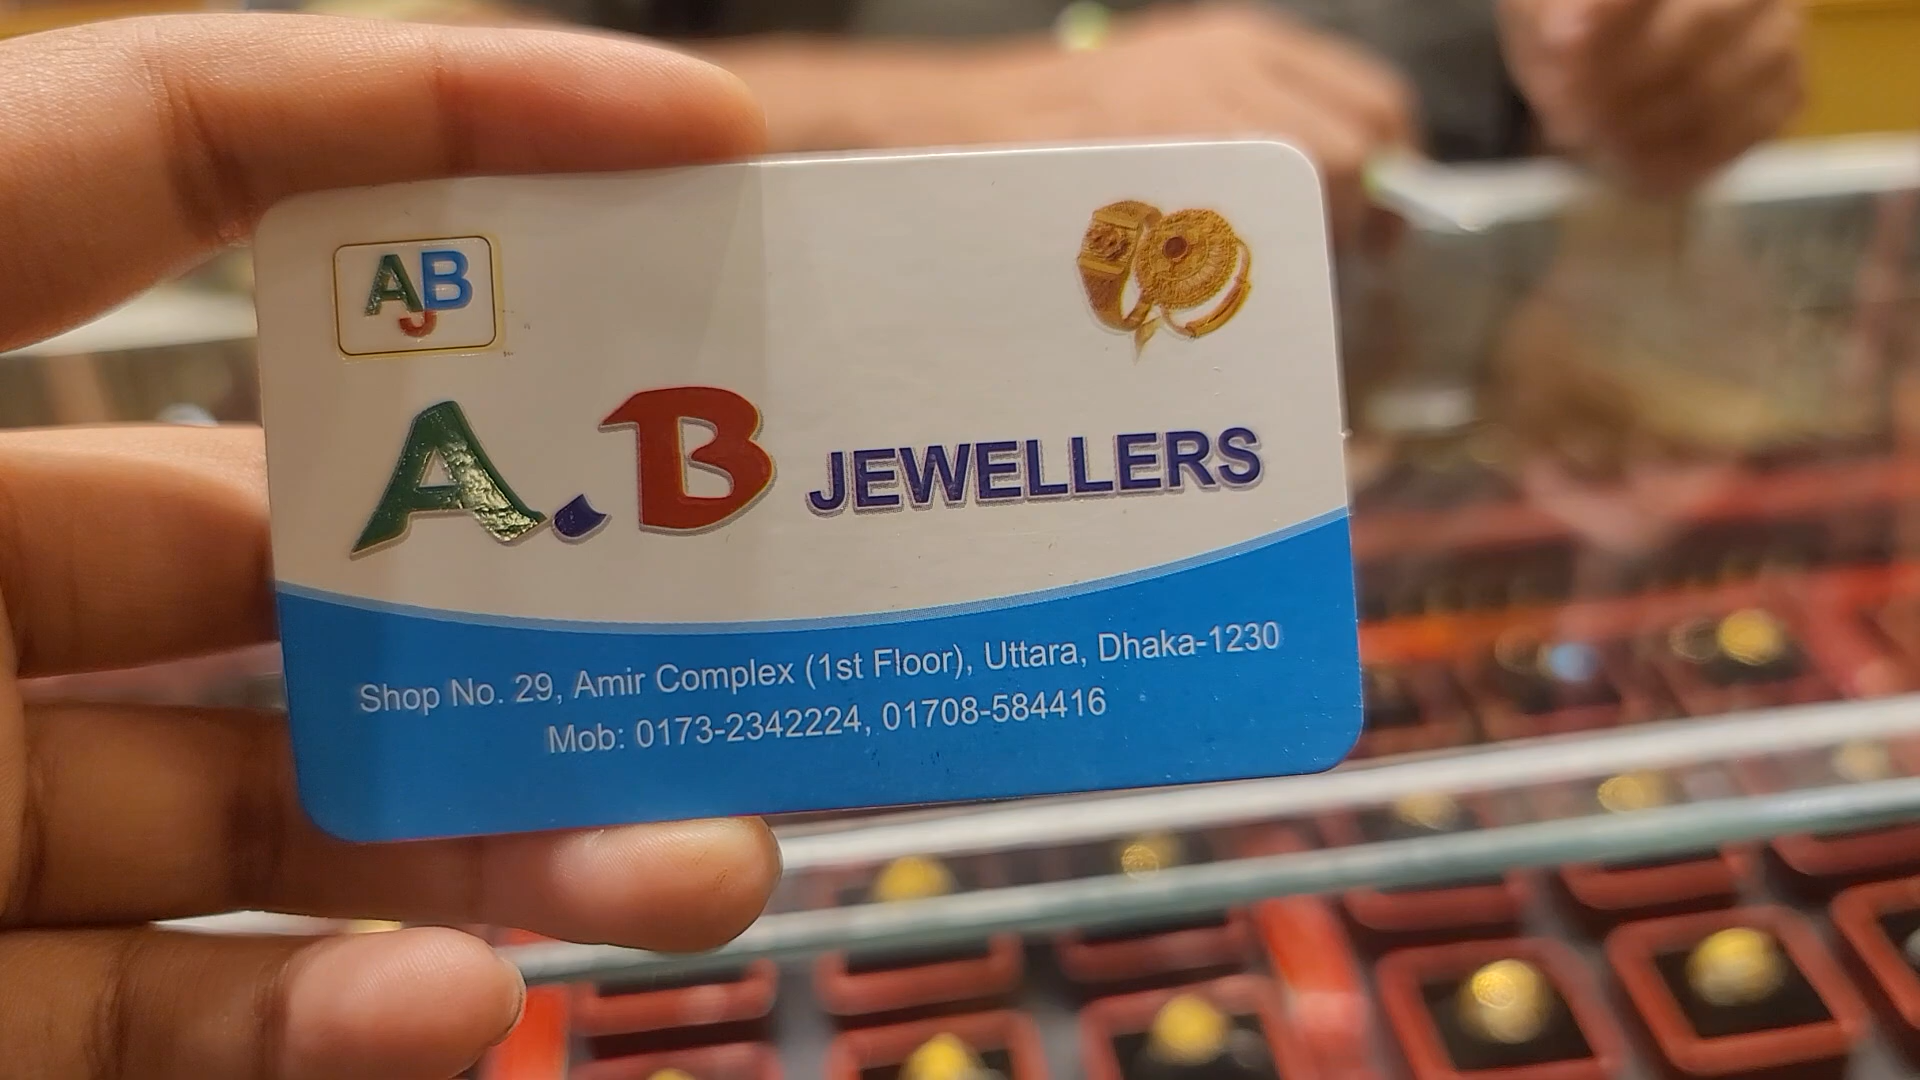 AJB
A.B JEWELLERS
Shop No. 29, Amir Complex (1st Floor), Uttara, Dhaka-1230
Mob: 0173-2342224, 01708-584416